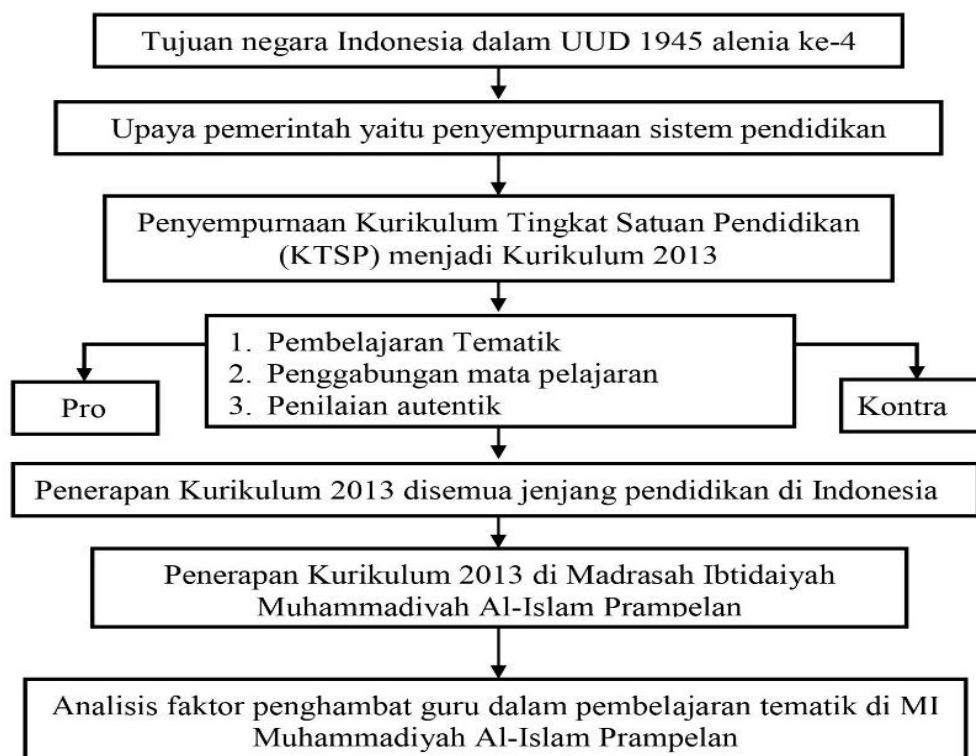 Tujuan negara Indonesia dalam UUD 1945 alenia ke-4
Upaya pemerintah yaitu penyempurnaan sistem pendidikan
Penyempurnaan Kurikulum Tingkat Satuan Pendidikan
(KTSP) menjadi Kurikulum 2013
1. Pembelajaran Tematik
2. Penggabungan mata pelajaran
3. Penilaian autentik
Pro
Kontra
Penerapan Kurikulum 2013 disemua jenjang pendidikan di Indonesia
Penerapan Kurikulum 2013 di Madrasah Ibtidaiyah
Muhammadiyah Al-Islam Prampelan
Analisis faktor penghambat guru dalam pembelajaran tematik di MI
Muhammadiyah Al-Islam Prampelan